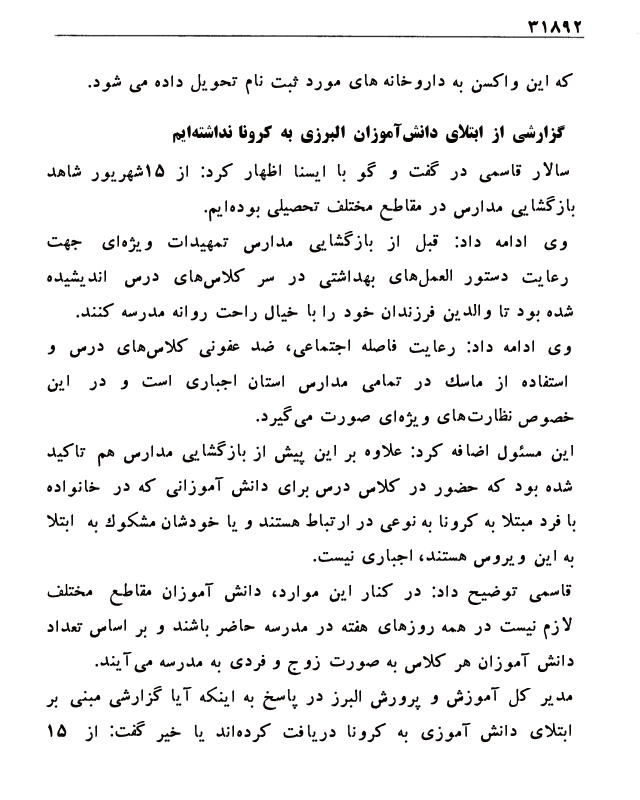 ۳۱۸۹۲
که این واکسن به داروخانه های مورد ثبت نام تحویل داده می شود.
گزارشی از ابتلای دانش‌آموزان البرزی به کرونا نداشته‌ایم
سالار قاسمی در گفت و گو با ایسنا اظهار کرد: از ۱۵شهریور شاهد
بازگشایی مدارس در مقاطع مختلف تحصیلی بوده‌ایم.
وی ادامه داد: قبل از بازگشایی مدارس تمهیدات ویژه‌ای جهت
رعایت دستور العمل‌های بهداشتی در سر کلاس‌های درس اندیشیده
شده بود تا والدین فرزندان خود را با خیال راحت روانه مدرسه کنند.
وی ادامه داد: رعایت فاصله اجتماعی، ضد عفونی کلاس‌های درس و
استفاده از ماسك در تمامی مدارس استان اجباری است و در این
خصوص نظارت‌های ویژه‌ای صورت می‌گیرد.
این مسئول اضافه کرد: علاوه بر این پیش از بازگشایی مدارس هم تاکید
شده بود که حضور در کلاس درس برای دانش آموزانی که در خانواده
با فرد مبتلا به کرونا به نوعی در ارتباط هستند و یا خودشان مشکوك به ابتلا
به این ویروس هستند، اجباری نیست.
قاسمی توضیح داد: در کنار این موارد، دانش آموزان مقاطع مختلف
لازم نیست در همه روزهای هفته در مدرسه حاضر باشند و بر اساس تعداد
دانش آموزان هر کلاس به صورت زوج و فردی به مدرسه می‌آیند.
مدیر کل آموزش و پرورش البرز در پاسخ به اینکه آیا گزارشی مبنی بر
ابتلای دانش آموزی به کرونا دریافت کرده‌اند یا خیر گفت: از ۱۵